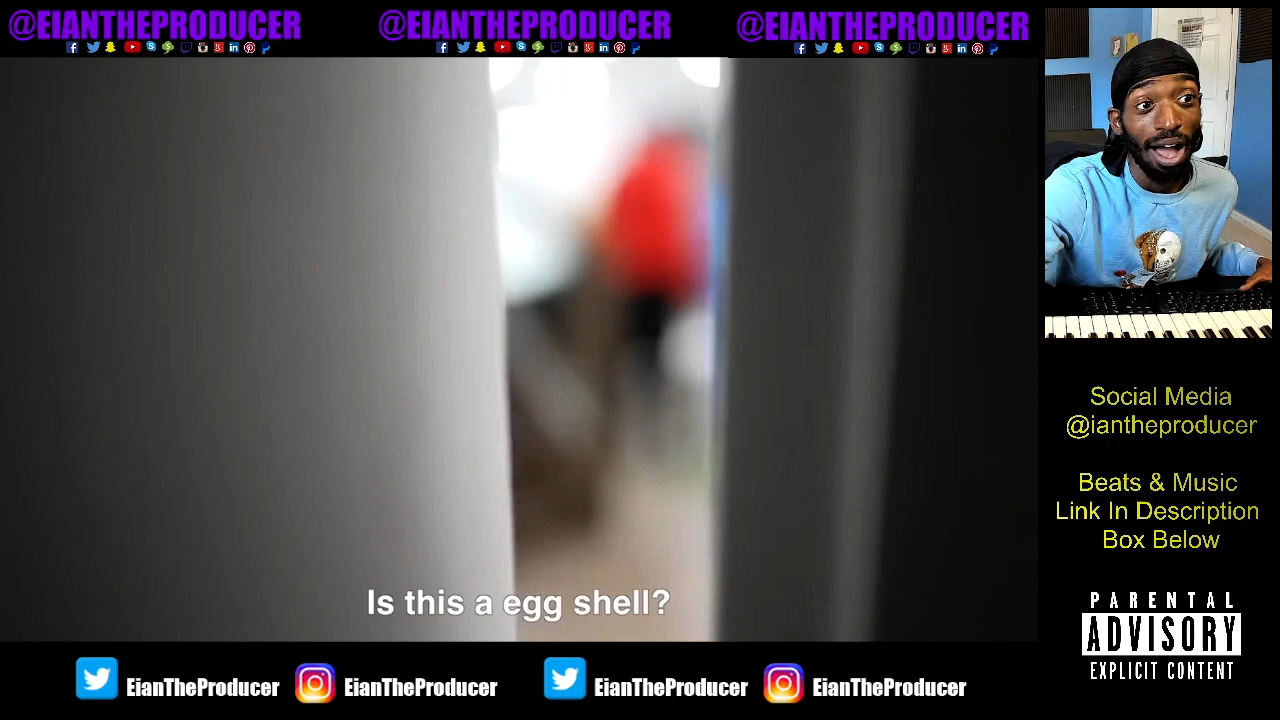 @EIANTHEPRODUCER @EIANTHEPRODUCER @EIANTHEPRODUCER
Is this a egg shell?
Social Media
@iantheproducer
Beats & Music
Link In Description
Box Below
PARENTAL
ADVISORY
EXPLICIT CONTENT
EianTheProducer EianTheProducer EianTheProducer EianTheProducer